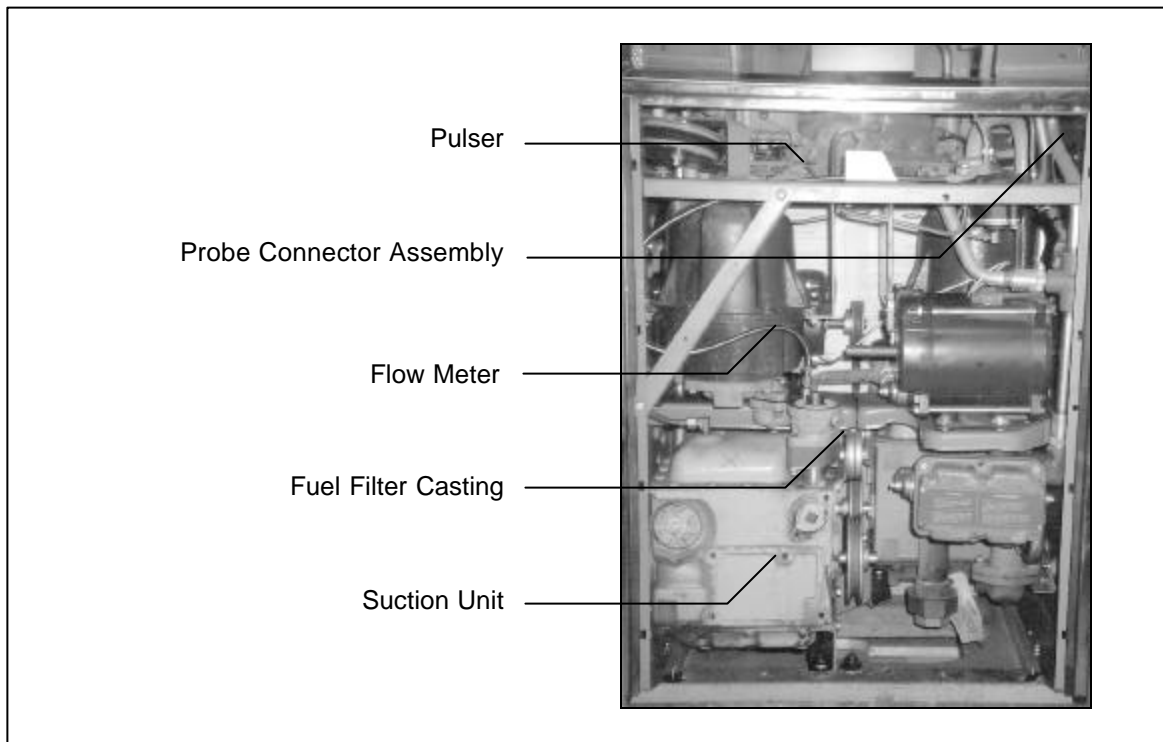 Pulser
Probe Connector Assembly
Flow Meter
Fuel Filter Casting
Suction Unit